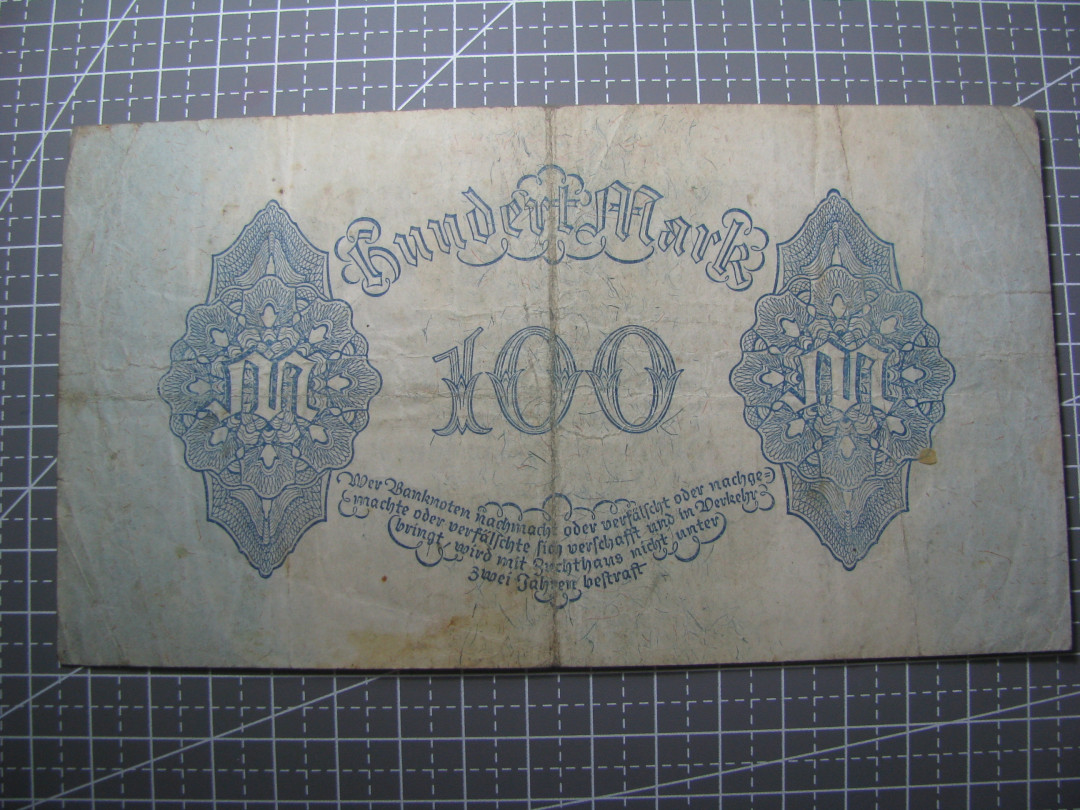 Hundert Mark
M
100
M
Wer Banknoten nachmacht oder verfälscht oder nachge=
machte oder verfälschte sich verschafft und in Verkehr
bringt, wird mit Zuchthaus nicht unter
zwei Jahren bestraft